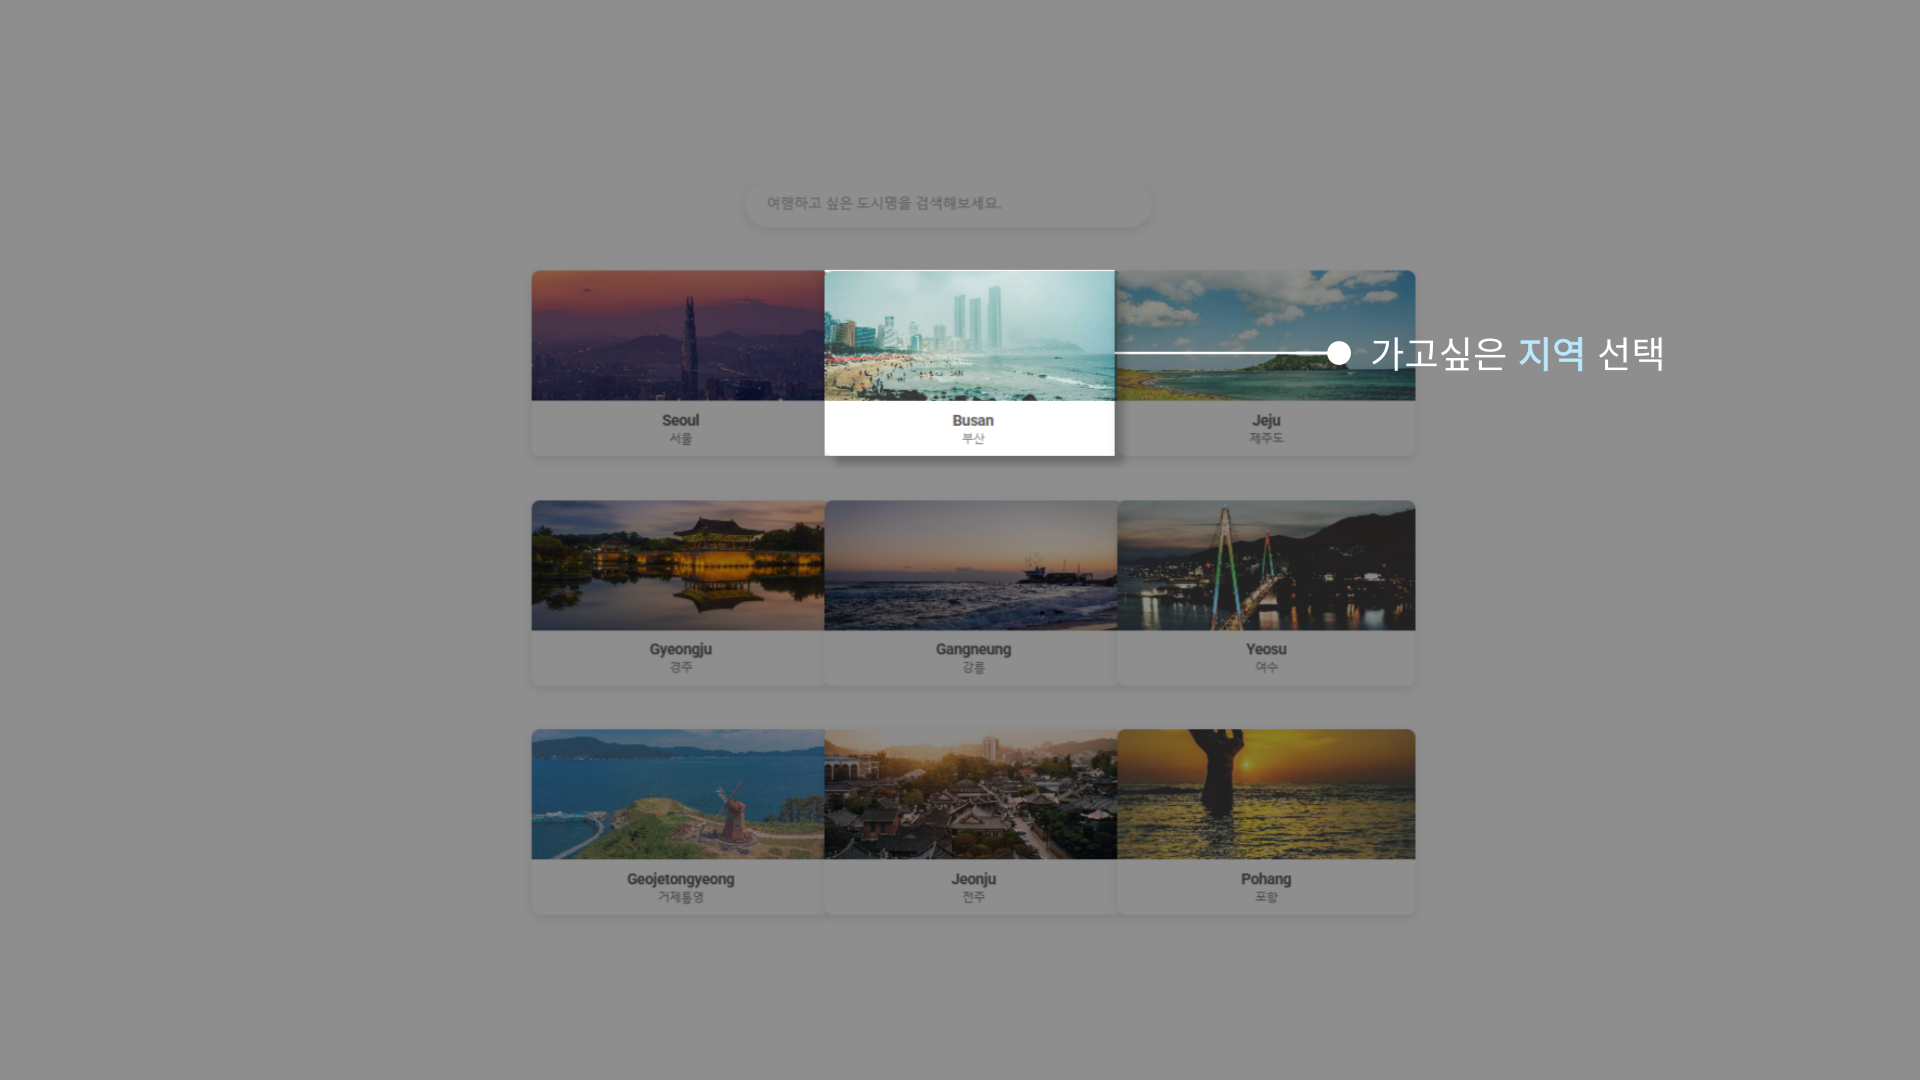 여행하고 싶은 도시명을 검색해보세요.
가고싶은 지역 선택
Seoul
서울
Busan
부산
Jeju
제주도
Gyeongju
경주
Gangneung
강릉
Yeosu
여수
Geojetongyeong
거제통영
Jeonju
전주
Pohang
포항